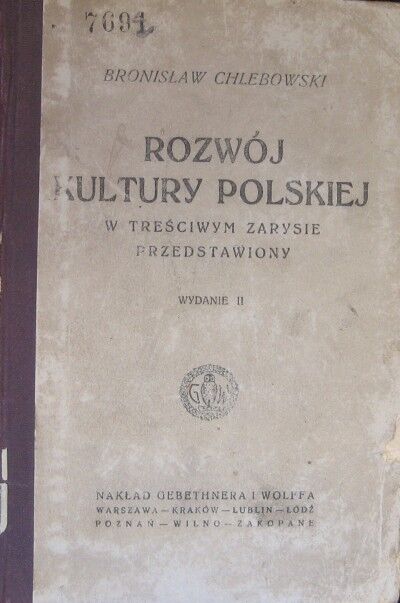 7691
BRONISŁAW CHLEBOWSKI
ROZWÓJ
KULTURY POLSKIEJ
W TREŚCIWYM ZARYSIE
PRZEDSTAWIONY
WYDANIE II
G W
NAKŁAD GEBETHNERA I WOLFFA
WARSZAWA—KRAKÓW—LUBLIN—ŁÓDŹ
POZNAŃ — WILNO — ZAKOPANE